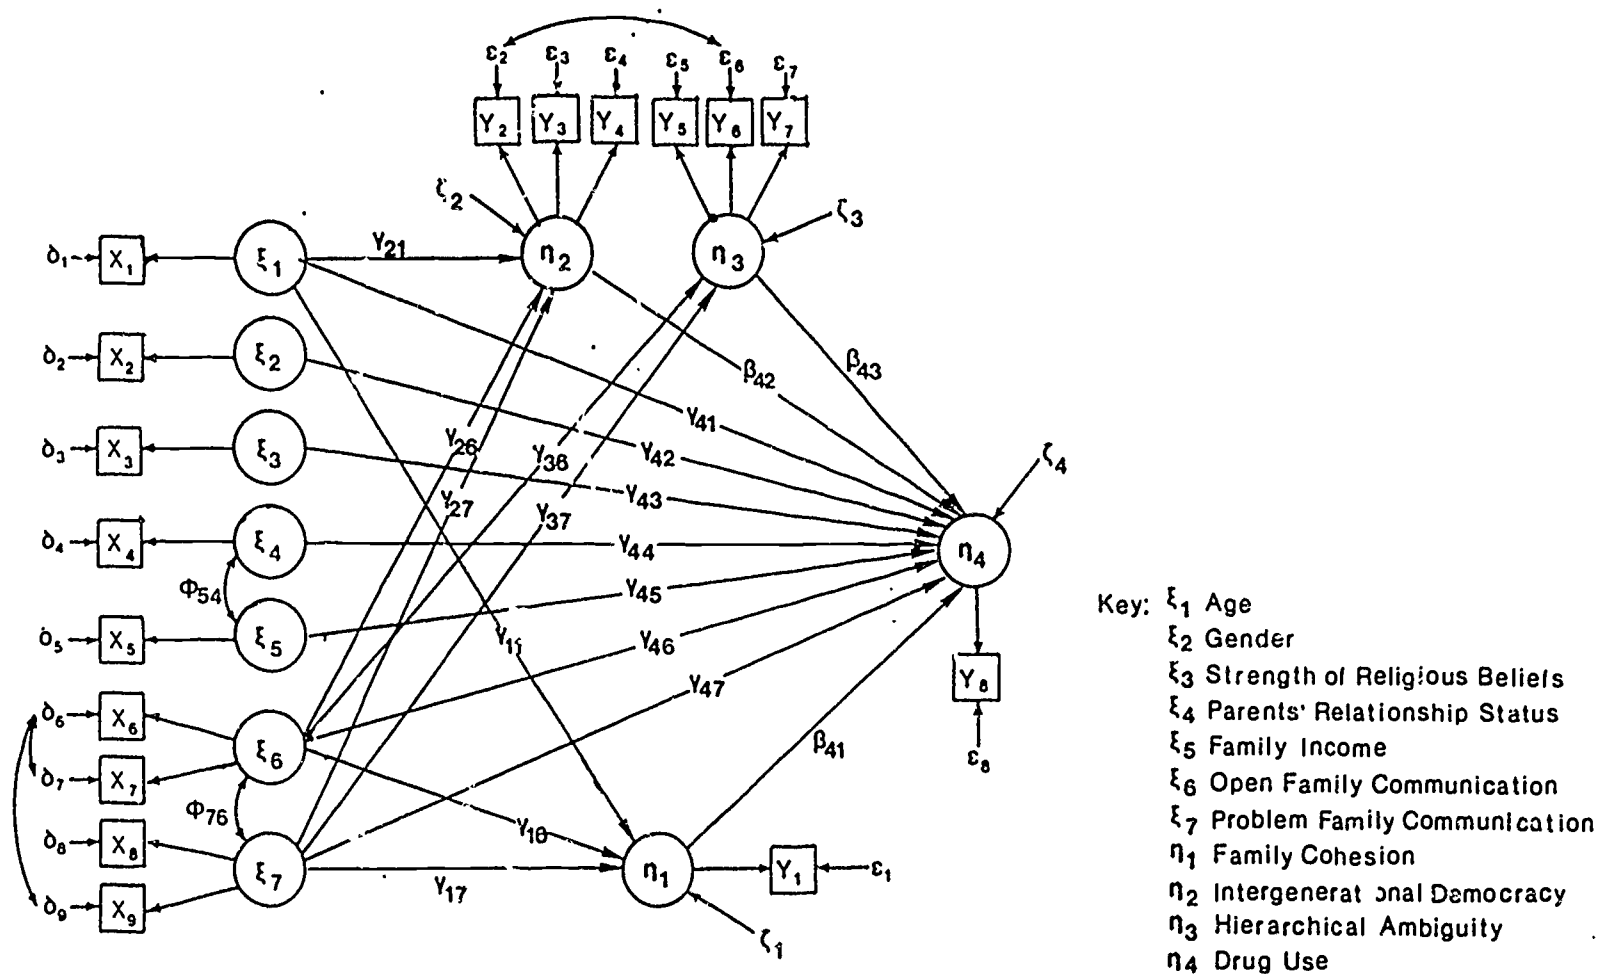 ε2 ε3 ε4 ε5 ε6 ε7
Y2 Y3 Y4 Y5 Y6 Y7
ζ2
ζ3
δ1 X1 ξ1 γ21 η2 η3
δ2 X2 ξ2
β42 β43
γ41
δ3 X3 ξ3 γ26 γ36 γ42
ζ4
γ43
γ27 γ37
δ4 X4 ξ4 γ44 η4
Φ54
γ45
δ5 X5 ξ5 γ46
Key: ξ1 Age
ξ2 Gender
ξ3 Strength of Religious Beliefs
ξ4 Parents' Relationship Status
ξ5 Family Income
ξ6 Open Family Communication
ξ7 Problem Family Communication
η1 Family Cohesion
η2 Intergenerational Democracy
η3 Hierarchical Ambiguity
η4 Drug Use
γ47 Y8
δ6 X6 ξ6
β41 ε8
δ7 X7
Φ76
δ8 X8
ξ7 γ17 η1 Y1 ε1
δ9 X9
ζ1